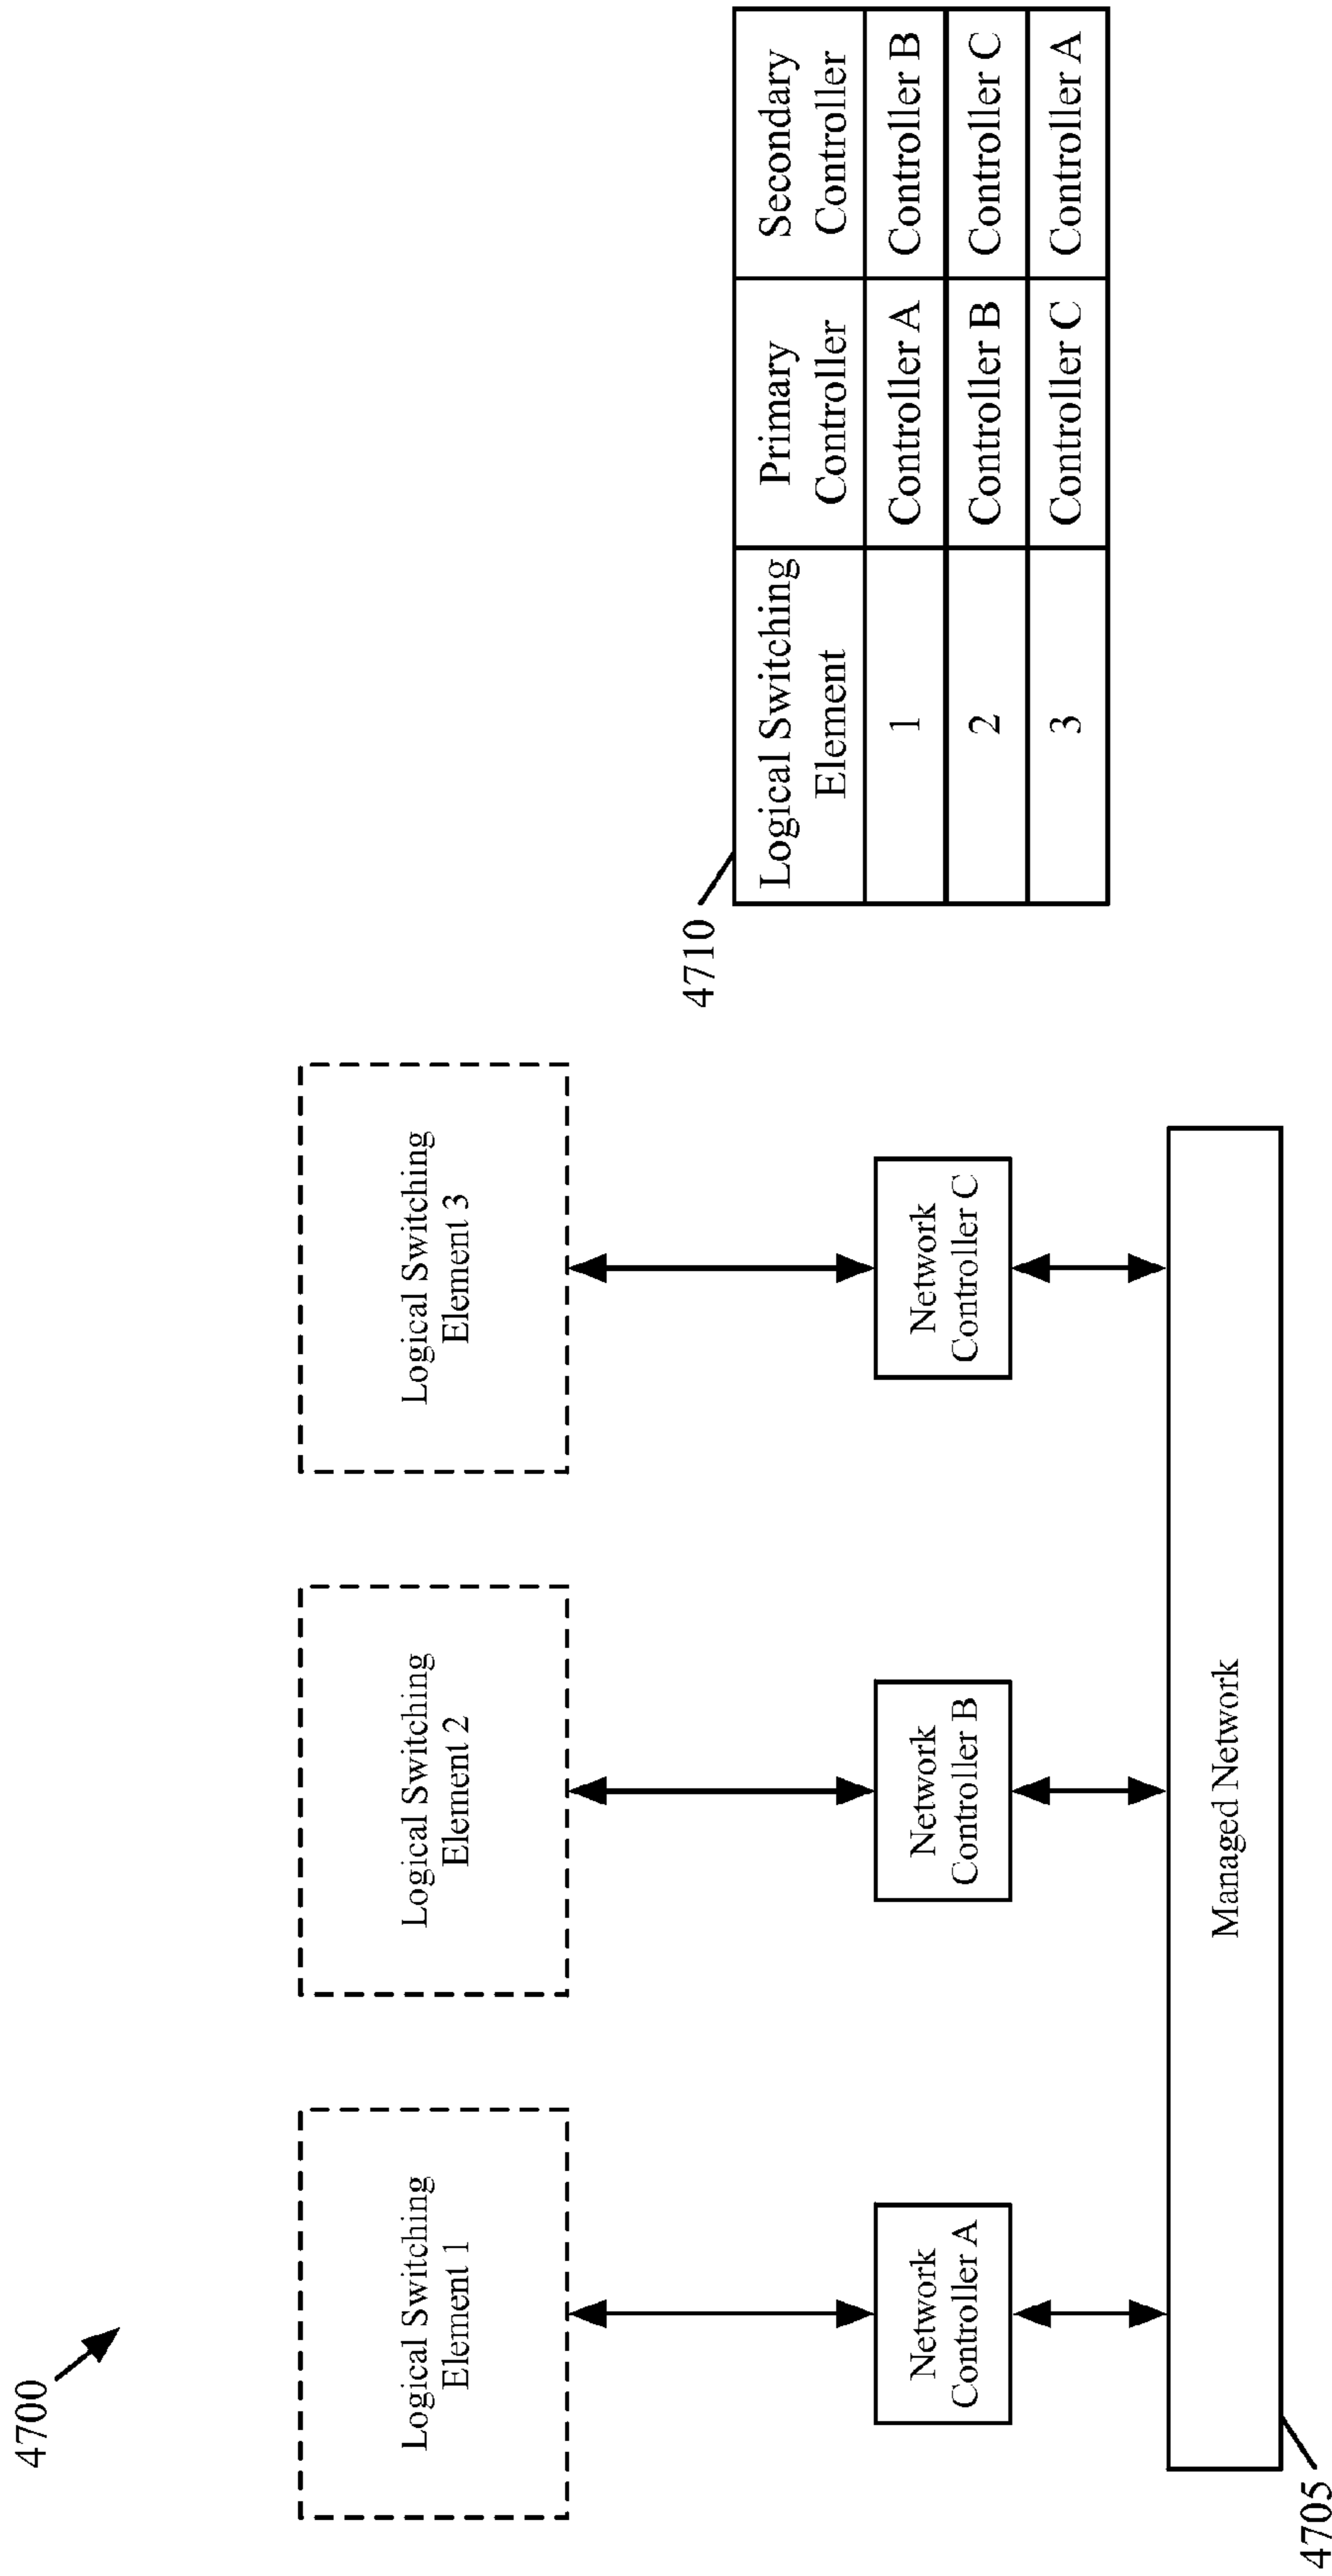 4700
Logical Switching
Element 1
Logical Switching
Element 2
Logical Switching
Element 3
Network
Controller A
Network
Controller B
Network
Controller C
Managed Network
4705
4710
Logical Switching
Element
Primary
Controller
Secondary
Controller
1
Controller A
Controller B
2
Controller B
Controller C
3
Controller C
Controller A